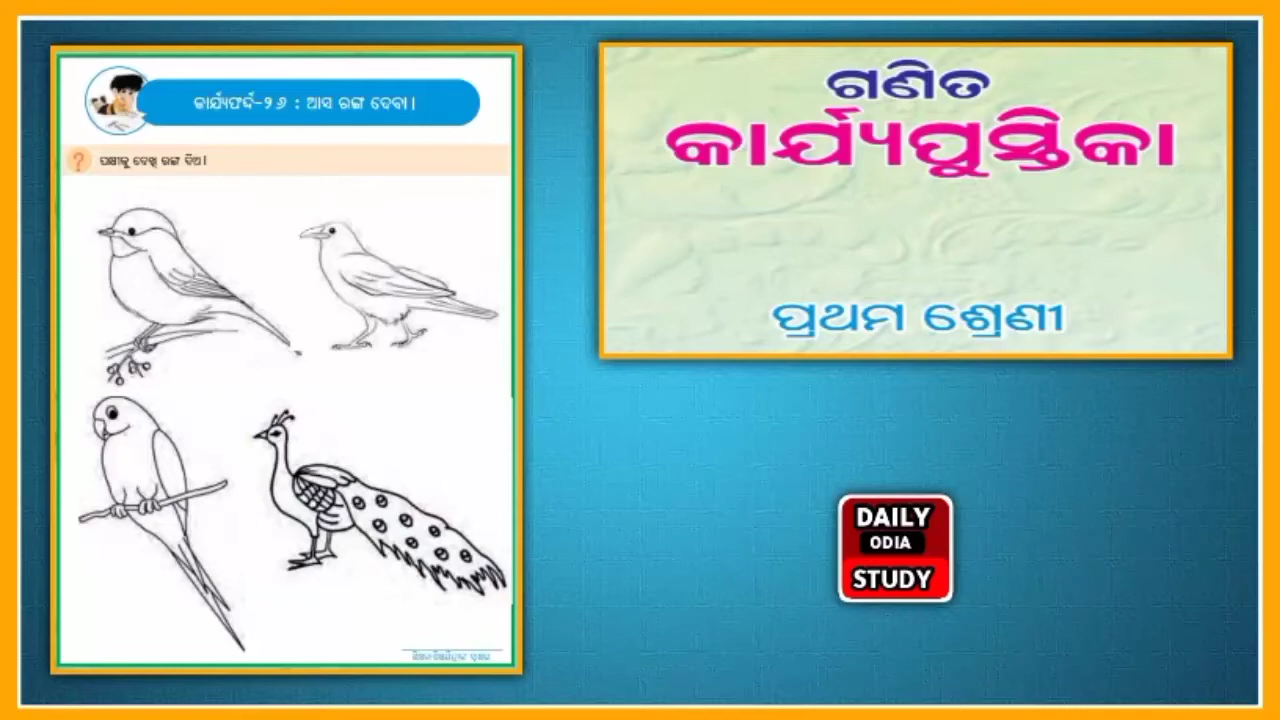 କାର୍ଯ୍ୟଫର୍ଦ୍ଦ-୨୬ : ଆସ ରଙ୍ଗ ଦେବା।
? ପକ୍ଷୀକୁ ଦେଖି ରଙ୍ଗ ଦିଅ।
ଗଣିତ
କାର୍ଯ୍ୟପୁସ୍ତିକା
ପ୍ରଥମ ଶ୍ରେଣୀ
DAILY
ODIA
STUDY